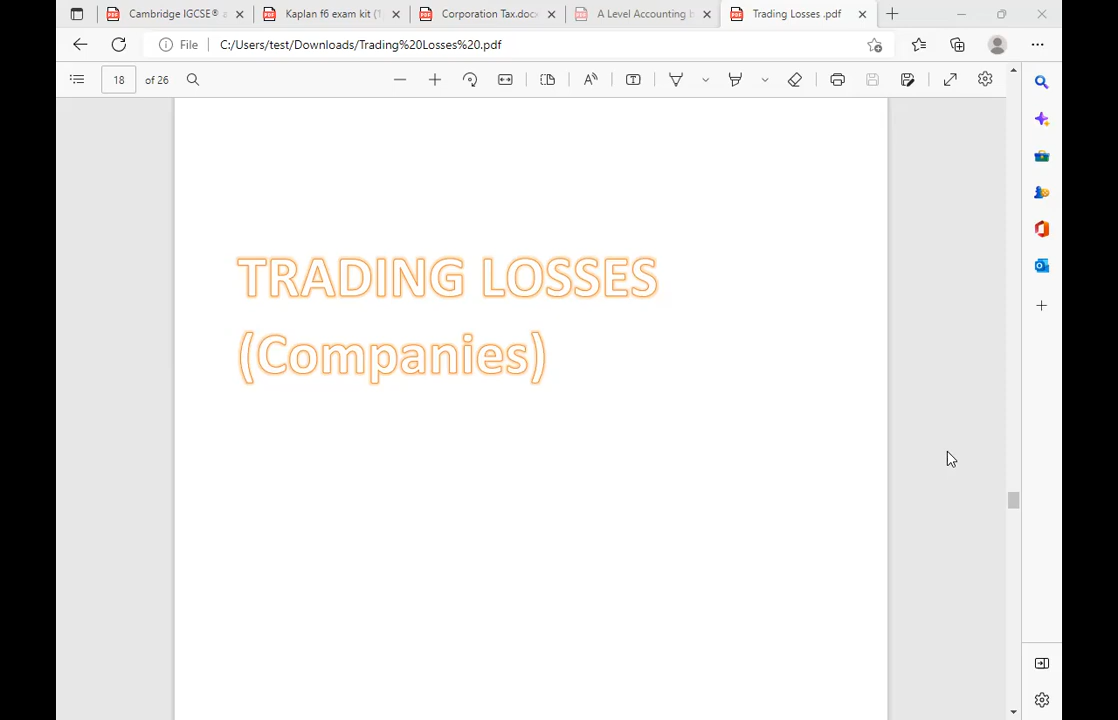 Cambridge IGCSE® a
Kaplan f6 exam kit (T
Corporation Tax.docx
A Level Accounting b
Trading Losses .pdf
File
C:/Users/test/Downloads/Trading%20Losses%20.pdf
18 of 26
TRADING LOSSES
(Companies)